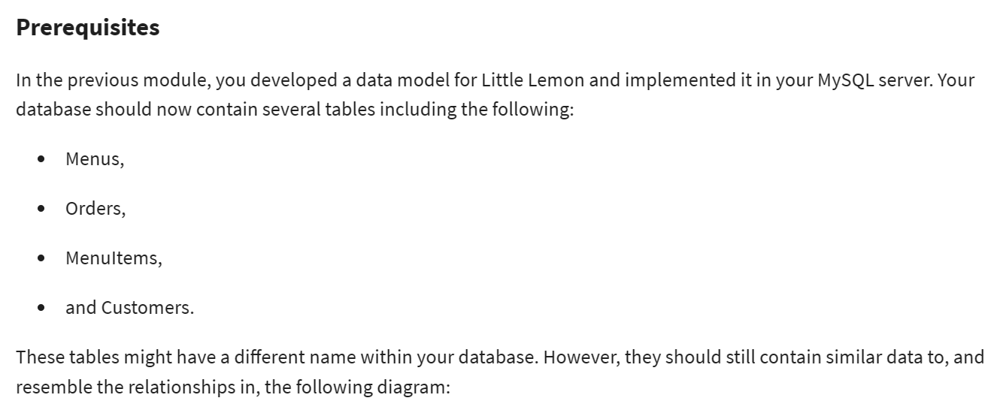 Prerequisites
In the previous module, you developed a data model for Little Lemon and implemented it in your MySQL server. Your
database should now contain several tables including the following:
• Menus,
• Orders,
• MenuItems,
• and Customers.
These tables might have a different name within your database. However, they should still contain similar data to, and
resemble the relationships in, the following diagram: